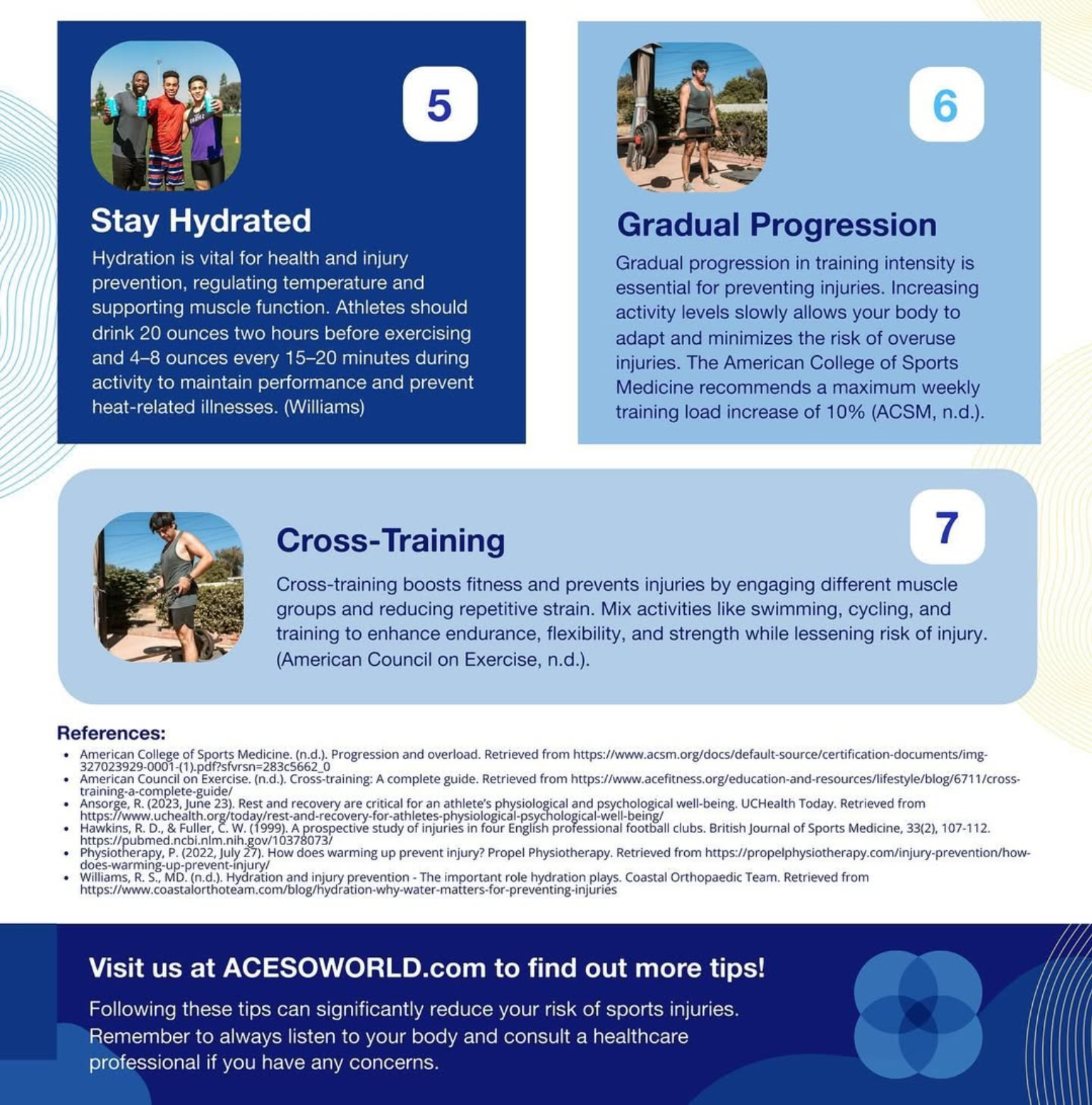 5
Stay Hydrated
Hydration is vital for health and injury
prevention, regulating temperature and
supporting muscle function. Athletes should
drink 20 ounces two hours before exercising
and 4–8 ounces every 15–20 minutes during
activity to maintain performance and prevent
heat-related illnesses. (Williams)
6
Gradual Progression
Gradual progression in training intensity is
essential for preventing injuries. Increasing
activity levels slowly allows your body to
adapt and minimizes the risk of overuse
injuries. The American College of Sports
Medicine recommends a maximum weekly
training load increase of 10% (ACSM, n.d.).
7
Cross-Training
Cross-training boosts fitness and prevents injuries by engaging different muscle
groups and reducing repetitive strain. Mix activities like swimming, cycling, and
training to enhance endurance, flexibility, and strength while lessening risk of injury.
(American Council on Exercise, n.d.).
References:
• American College of Sports Medicine. (n.d.). Progression and overload. Retrieved from https://www.acsm.org/docs/default-source/certification-documents/img-
327023929-0001-(1).pdf?sfvrsn=283c5662_0
• American Council on Exercise. (n.d.). Cross-training: A complete guide. Retrieved from https://www.acefitness.org/education-and-resources/lifestyle/blog/6711/cross-
training-a-complete-guide/
• Ansorge, R. (2023, June 23). Rest and recovery are critical for an athlete's physiological and psychological well-being. UCHealth Today. Retrieved from
https://www.uchealth.org/today/rest-and-recovery-for-athletes-physiological-psychological-well-being/
• Hawkins, R. D., & Fuller, C. W. (1999). A prospective study of injuries in four English professional football clubs. British Journal of Sports Medicine, 33(2), 107-112.
https://pubmed.ncbi.nlm.nih.gov/10378073/
• Physiotherapy, P. (2022, July 27). How does warming up prevent injury? Propel Physiotherapy. Retrieved from https://propelphysiotherapy.com/injury-prevention/how-
does-warming-up-prevent-injury/
• Williams, R. S., MD. (n.d.). Hydration and injury prevention - The important role hydration plays. Coastal Orthopaedic Team. Retrieved from
https://www.coastalorthoteam.com/blog/hydration-why-water-matters-for-preventing-injuries
Visit us at ACESOWORLD.com to find out more tips!
Following these tips can significantly reduce your risk of sports injuries.
Remember to always listen to your body and consult a healthcare
professional if you have any concerns.